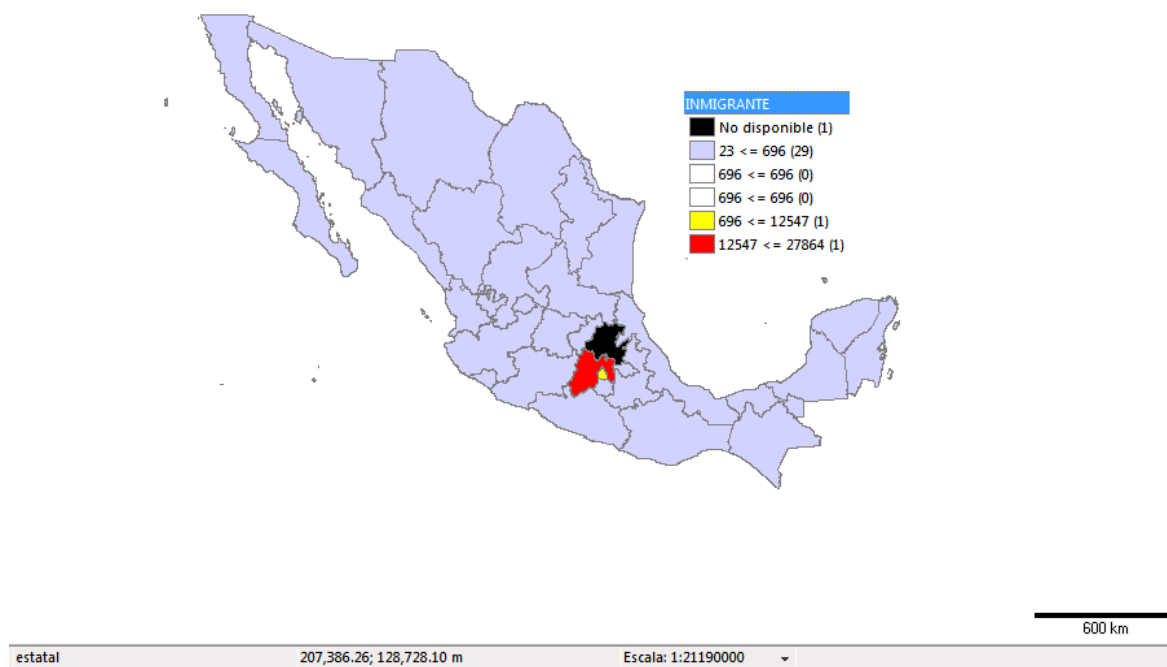 INMIGRANTE
No disponible (1)
23 <= 696 (29)
696 <= 696 (0)
696 <= 696 (0)
696 <= 12547 (1)
12547 <= 27864 (1)
600 km
estatal 207,386.26; 128,728.10 m Escala: 1:21190000